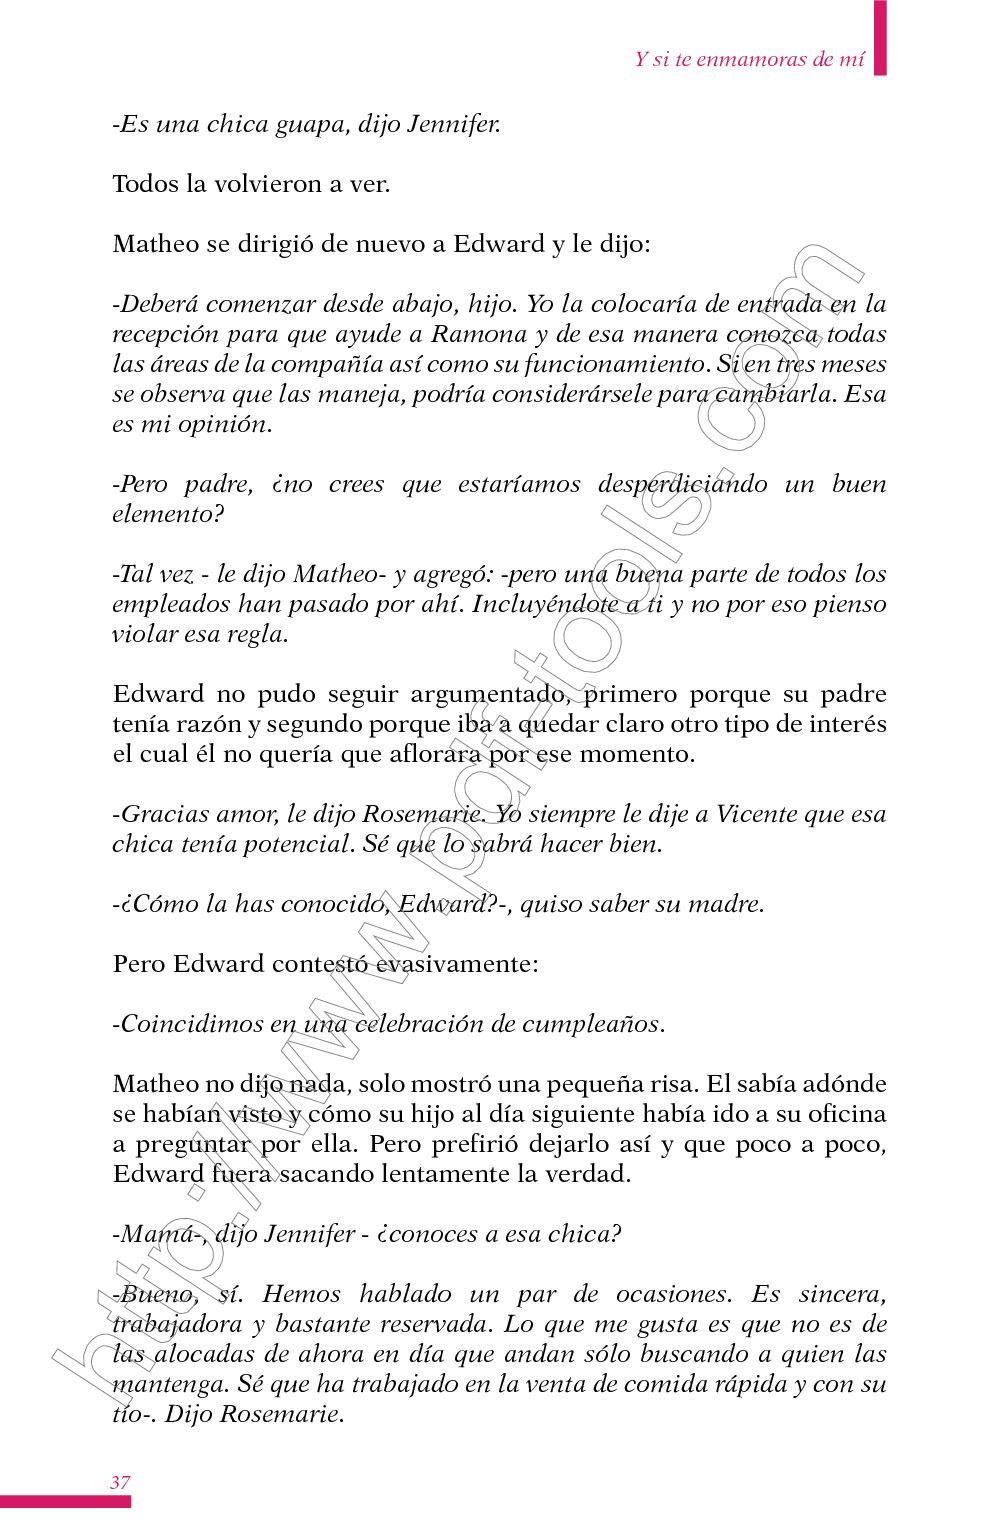 Y si te enmamoras de mí
-Es una chica guapa, dijo Jennifer.
Todos la volvieron a ver.
Matheo se dirigió de nuevo a Edward y le dijo:
-Deberá comenzar desde abajo, hijo. Yo la colocaría de entrada en la
recepción para que ayude a Ramona y de esa manera conozca todas
las áreas de la compañía así como su funcionamiento. Si en tres meses
se observa que las maneja, podría considerársele para cambiarla. Esa
es mi opinión.
-Pero padre, ¿no crees que estaríamos desperdiciando un buen
elemento?
-Tal vez - le dijo Matheo- y agregó: -pero una buena parte de todos los
empleados han pasado por ahí. Incluyéndote a ti y no por eso pienso
violar esa regla.
Edward no pudo seguir argumentado, primero porque su padre
tenía razón y segundo porque iba a quedar claro otro tipo de interés
el cual él no quería que aflorara por ese momento.
-Gracias amor, le dijo Rosemarie. Yo siempre le dije a Vicente que esa
chica tenía potencial. Sé que lo sabrá hacer bien.
-¿Cómo la has conocido, Edward?-, quiso saber su madre.
Pero Edward contestó evasivamente:
-Coincidimos en una celebración de cumpleaños.
Matheo no dijo nada, solo mostró una pequeña risa. El sabía adónde
se habían visto y cómo su hijo al día siguiente había ido a su oficina
a preguntar por ella. Pero prefirió dejarlo así y que poco a poco,
Edward fuera sacando lentamente la verdad.
-Mamá-, dijo Jennifer - ¿conoces a esa chica?
-Bueno, sí. Hemos hablado un par de ocasiones. Es sincera,
trabajadora y bastante reservada. Lo que me gusta es que no es de
las alocadas de ahora en día que andan sólo buscando a quien las
mantenga. Sé que ha trabajado en la venta de comida rápida y con su
tío-. Dijo Rosemarie.
37
http://www.pdf-tools.com